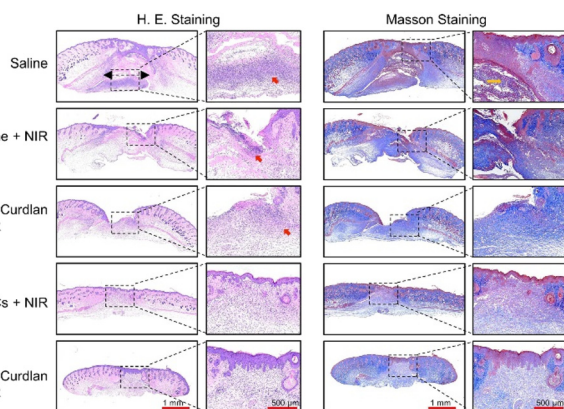 H. E. Staining
Masson Staining
Saline
+ NIR
Curdlan
+ NIR
Curdlan
1 mm
500 µm
1 mm
500 µm